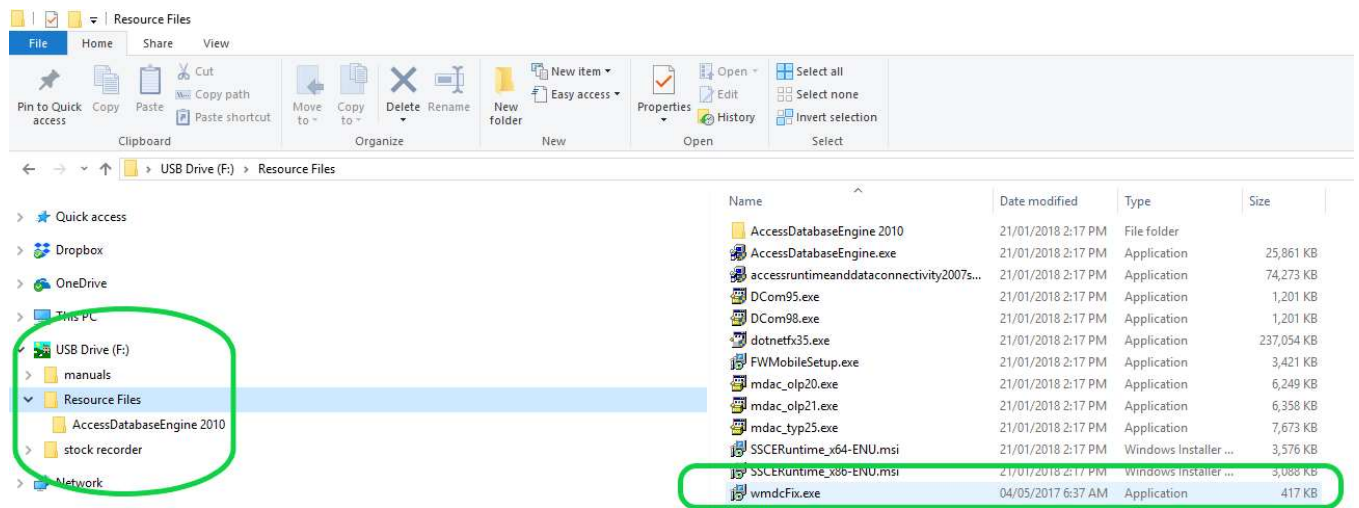 Resource Files
File Home Share View
Pin to Quick access
Copy
Paste
Cut
Copy path
Paste shortcut
Move to
Copy to
Delete
Rename
New folder
New item
Easy access
Properties
Open
Edit
History
Select all
Select none
Invert selection
Clipboard Organize New Open Select
USB Drive (F:) > Resource Files
Quick access
Dropbox
OneDrive
This PC
USB Drive (F:)
manuals
Resource Files
AccessDatabaseEngine 2010
stock recorder
Network
Name Date modified Type Size
AccessDatabaseEngine 2010 21/01/2018 2:17 PM File folder
AccessDatabaseEngine.exe 21/01/2018 2:17 PM Application 25,861 KB
accessruntimeanddataconnectivity2007s... 21/01/2018 2:17 PM Application 74,273 KB
DCom95.exe 21/01/2018 2:17 PM Application 1,201 KB
DCom98.exe 21/01/2018 2:17 PM Application 1,201 KB
dotnetfx35.exe 21/01/2018 2:17 PM Application 237,054 KB
FWMobileSetup.exe 21/01/2018 2:17 PM Application 3,421 KB
mdac_olp20.exe 21/01/2018 2:17 PM Application 6,249 KB
mdac_olp21.exe 21/01/2018 2:17 PM Application 6,358 KB
mdac_typ25.exe 21/01/2018 2:17 PM Application 7,673 KB
SSCERuntime_x64-ENU.msi 21/01/2018 2:17 PM Windows Installer ... 3,576 KB
SSCERuntime_x86-ENU.msi 21/01/2018 2:17 PM Windows Installer ... 3,088 KB
wmdcFix.exe 04/05/2017 6:37 AM Application 417 KB